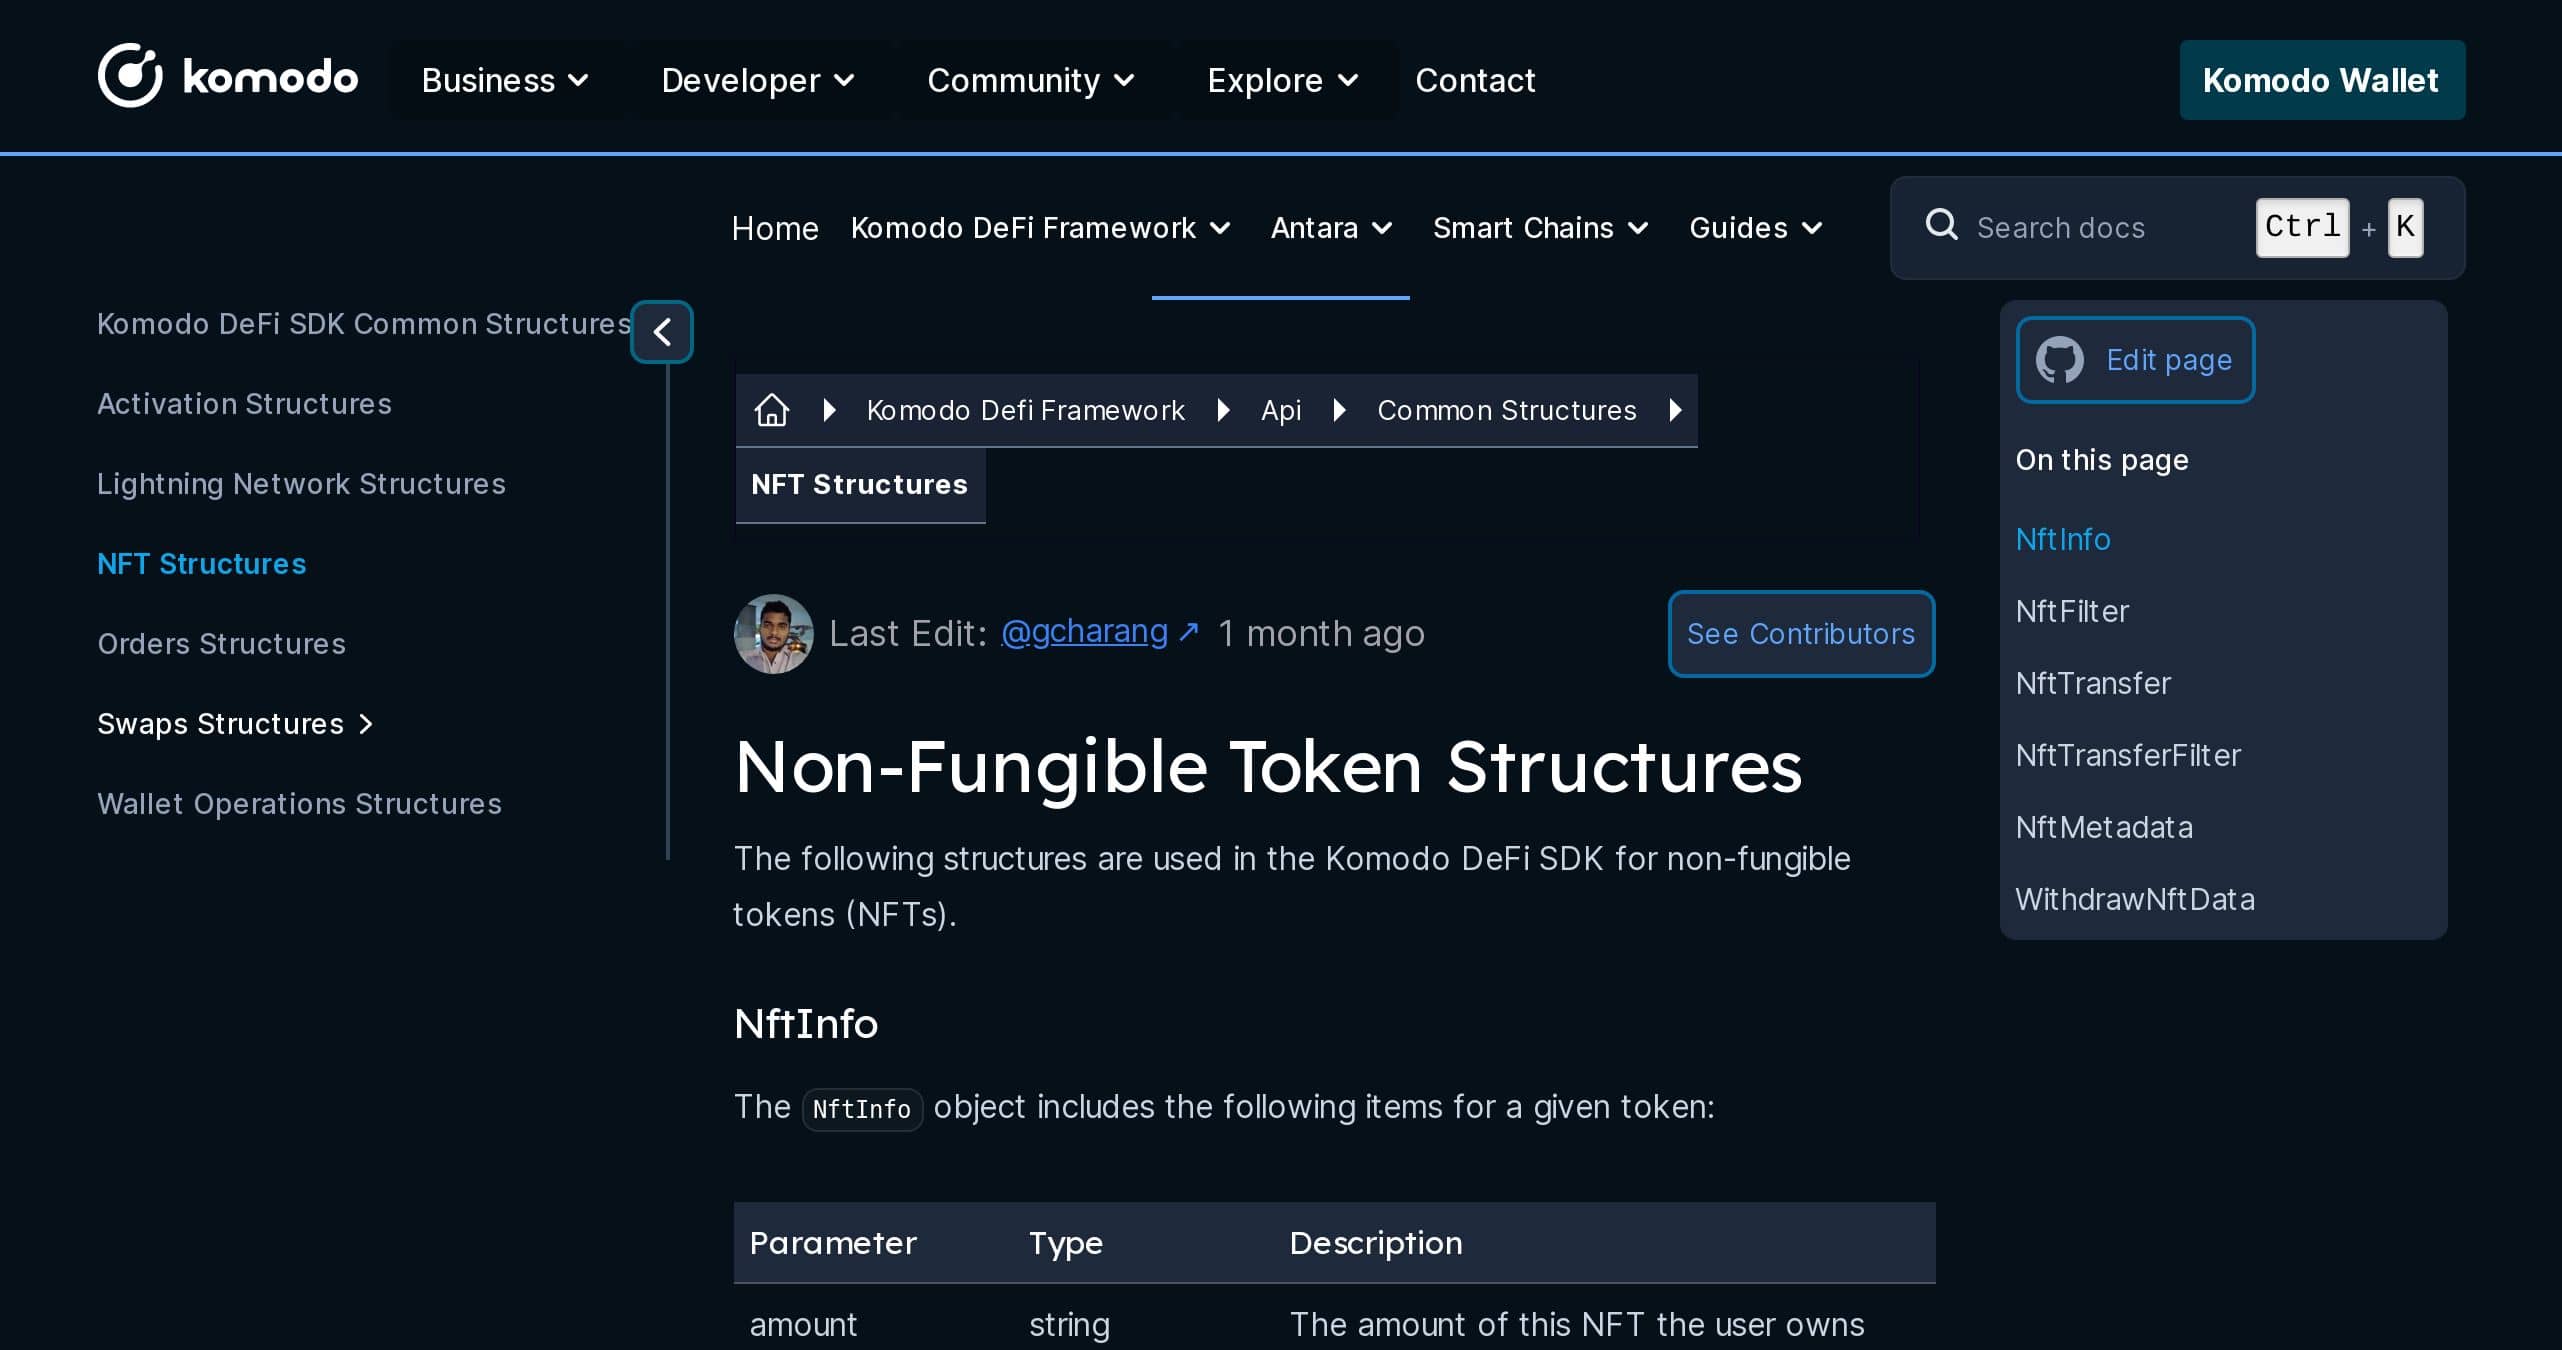 komodo Business Developer Community Explore Contact Komodo Wallet
Home Komodo DeFi Framework Antara Smart Chains Guides Search docs Ctrl + K
Komodo DeFi SDK Common Structures
Activation Structures
Lightning Network Structures
NFT Structures
Orders Structures
Swaps Structures
Wallet Operations Structures
Komodo Defi Framework Api Common Structures
NFT Structures
Last Edit: @gcharang ↗ 1 month ago See Contributors
Non-Fungible Token Structures
The following structures are used in the Komodo DeFi SDK for non-fungible
tokens (NFTs).
NftInfo
The NftInfo object includes the following items for a given token:
Parameter Type Description
amount string The amount of this NFT the user owns
Edit page
On this page
NftInfo
NftFilter
NftTransfer
NftTransferFilter
NftMetadata
WithdrawNftData